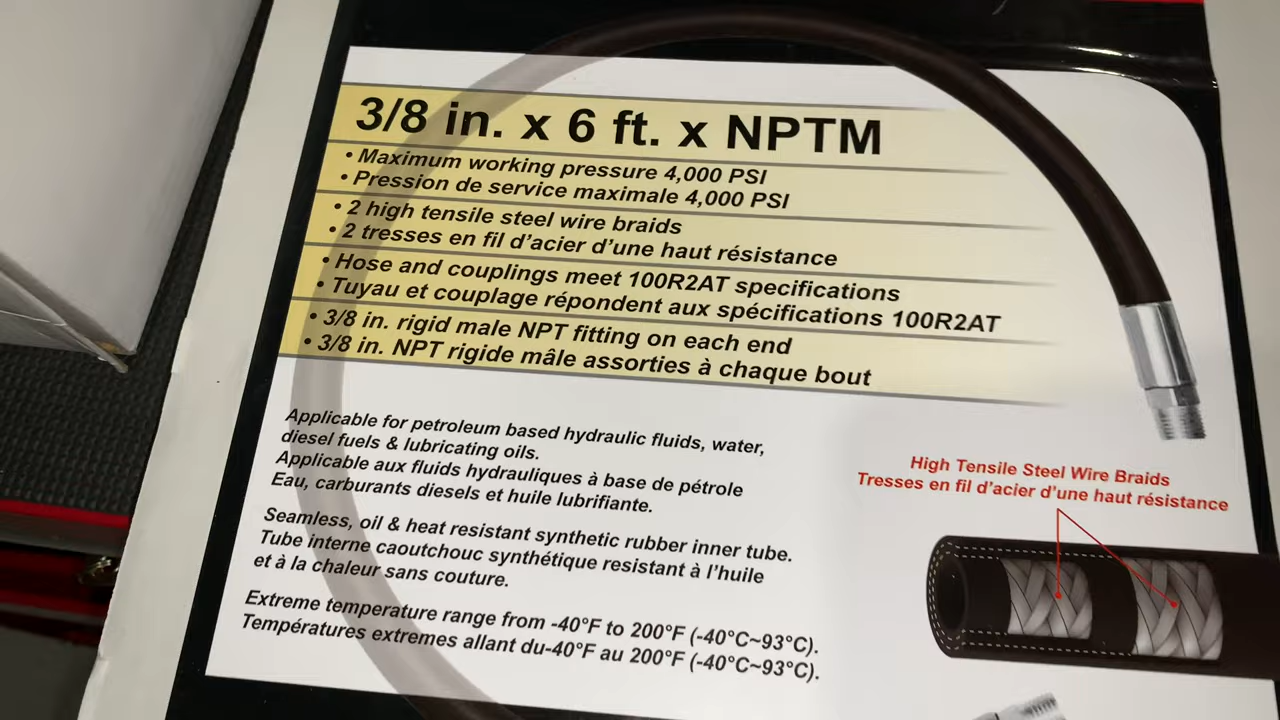 3/8 in. x 6 ft. x NPTM
• Maximum working pressure 4,000 PSI
• Pression de service maximale 4,000 PSI
• 2 high tensile steel wire braids
• 2 tresses en fil d’acier d’une haut résistance
• Hose and couplings meet 100R2AT specifications
• Tuyau et couplage répondent aux spécifications 100R2AT
• 3/8 in. rigid male NPT fitting on each end
• 3/8 in. NPT rigide mâle assorties à chaque bout
Applicable for petroleum based hydraulic fluids, water,
diesel fuels & lubricating oils.
Applicable aux fluids hydrauliques à base de pétrole
Eau, carburants diesels et huile lubrifiante.
Seamless, oil & heat resistant synthetic rubber inner tube.
Tube interne caoutchouc synthétique resistant à l’huile
et à la chaleur sans couture.
Extreme temperature range from -40°F to 200°F (-40°C~93°C).
Températures extremes allant du-40°F au 200°F (-40°C~93°C).
High Tensile Steel Wire Braids
Tresses en fil d’acier d’une haut résistance